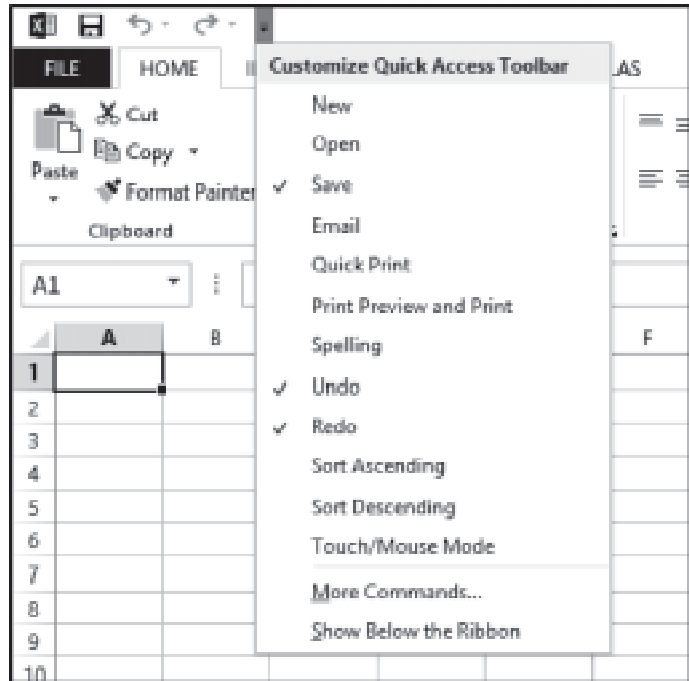 FILE HOME LAS
Customize Quick Access Toolbar
New
Open
✓ Save
Email
Quick Print
Print Preview and Print
Spelling
✓ Undo
✓ Redo
Sort Ascending
Sort Descending
Touch/Mouse Mode
More Commands...
Show Below the Ribbon
Cut
Copy
Paste
Format Painter
Clipboard
A1
A B F
1
2
3
4
5
6
7
8
9
10